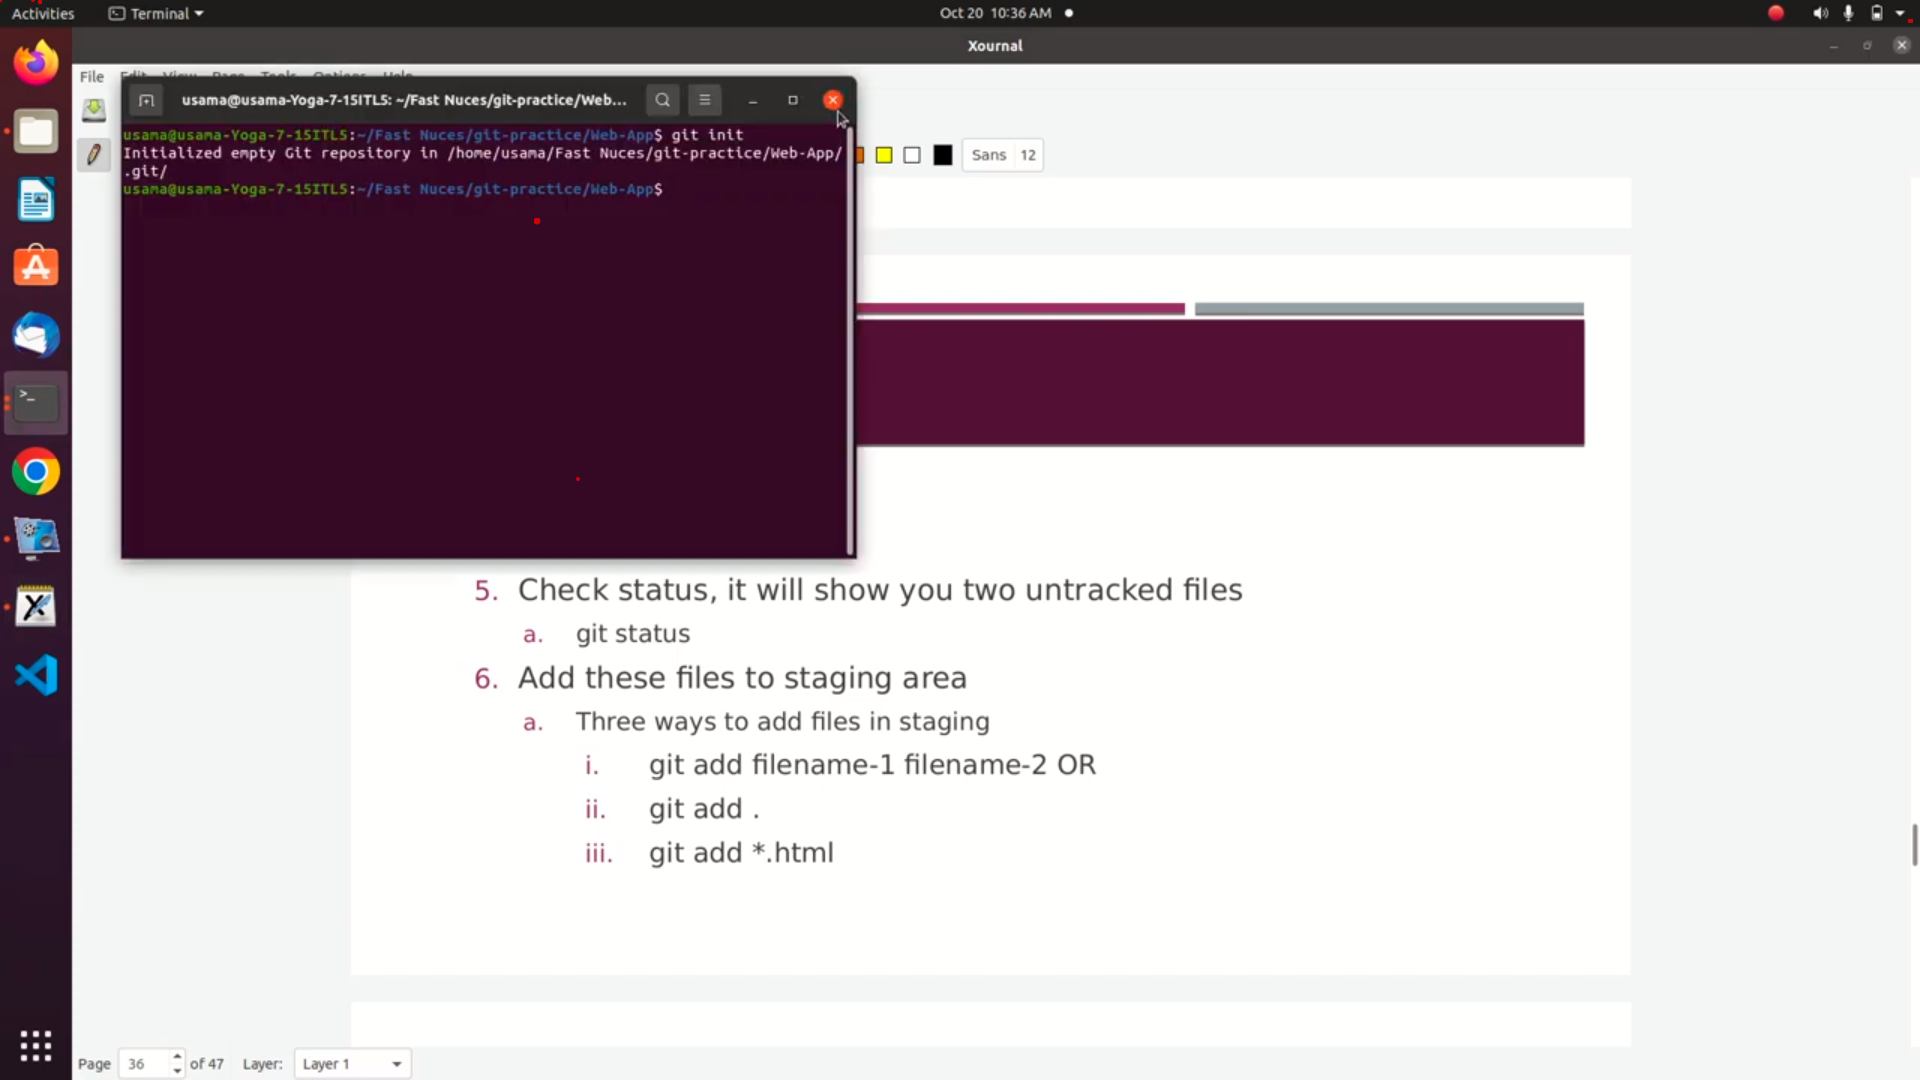 Activities
Terminal
Oct 20 10:36 AM
Xournal
File Edit View Page Tools Options Help
usama@usama-Yoga-7-15ITL5: ~/Fast Nuces/git-practice/Web...
usama@usama-Yoga-7-15ITL5:~/Fast Nuces/git-practice/Web-App$ git init
Initialized empty Git repository in /home/usama/Fast Nuces/git-practice/Web-App/
.git/
usama@usama-Yoga-7-15ITL5:~/Fast Nuces/git-practice/Web-App$
Sans 12
5. Check status, it will show you two untracked files
a. git status
6. Add these files to staging area
a. Three ways to add files in staging
i. git add filename-1 filename-2 OR
ii. git add .
iii. git add *.html
Page 36 of 47 Layer: Layer 1